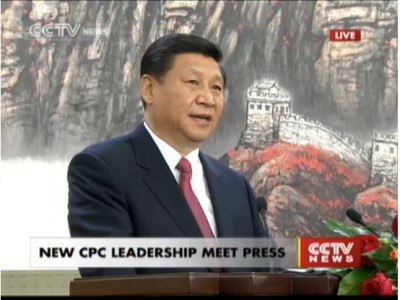 CCTV NEWS
LIVE
NEW CPC LEADERSHIP MEET PRESS
CCTV
NEWS